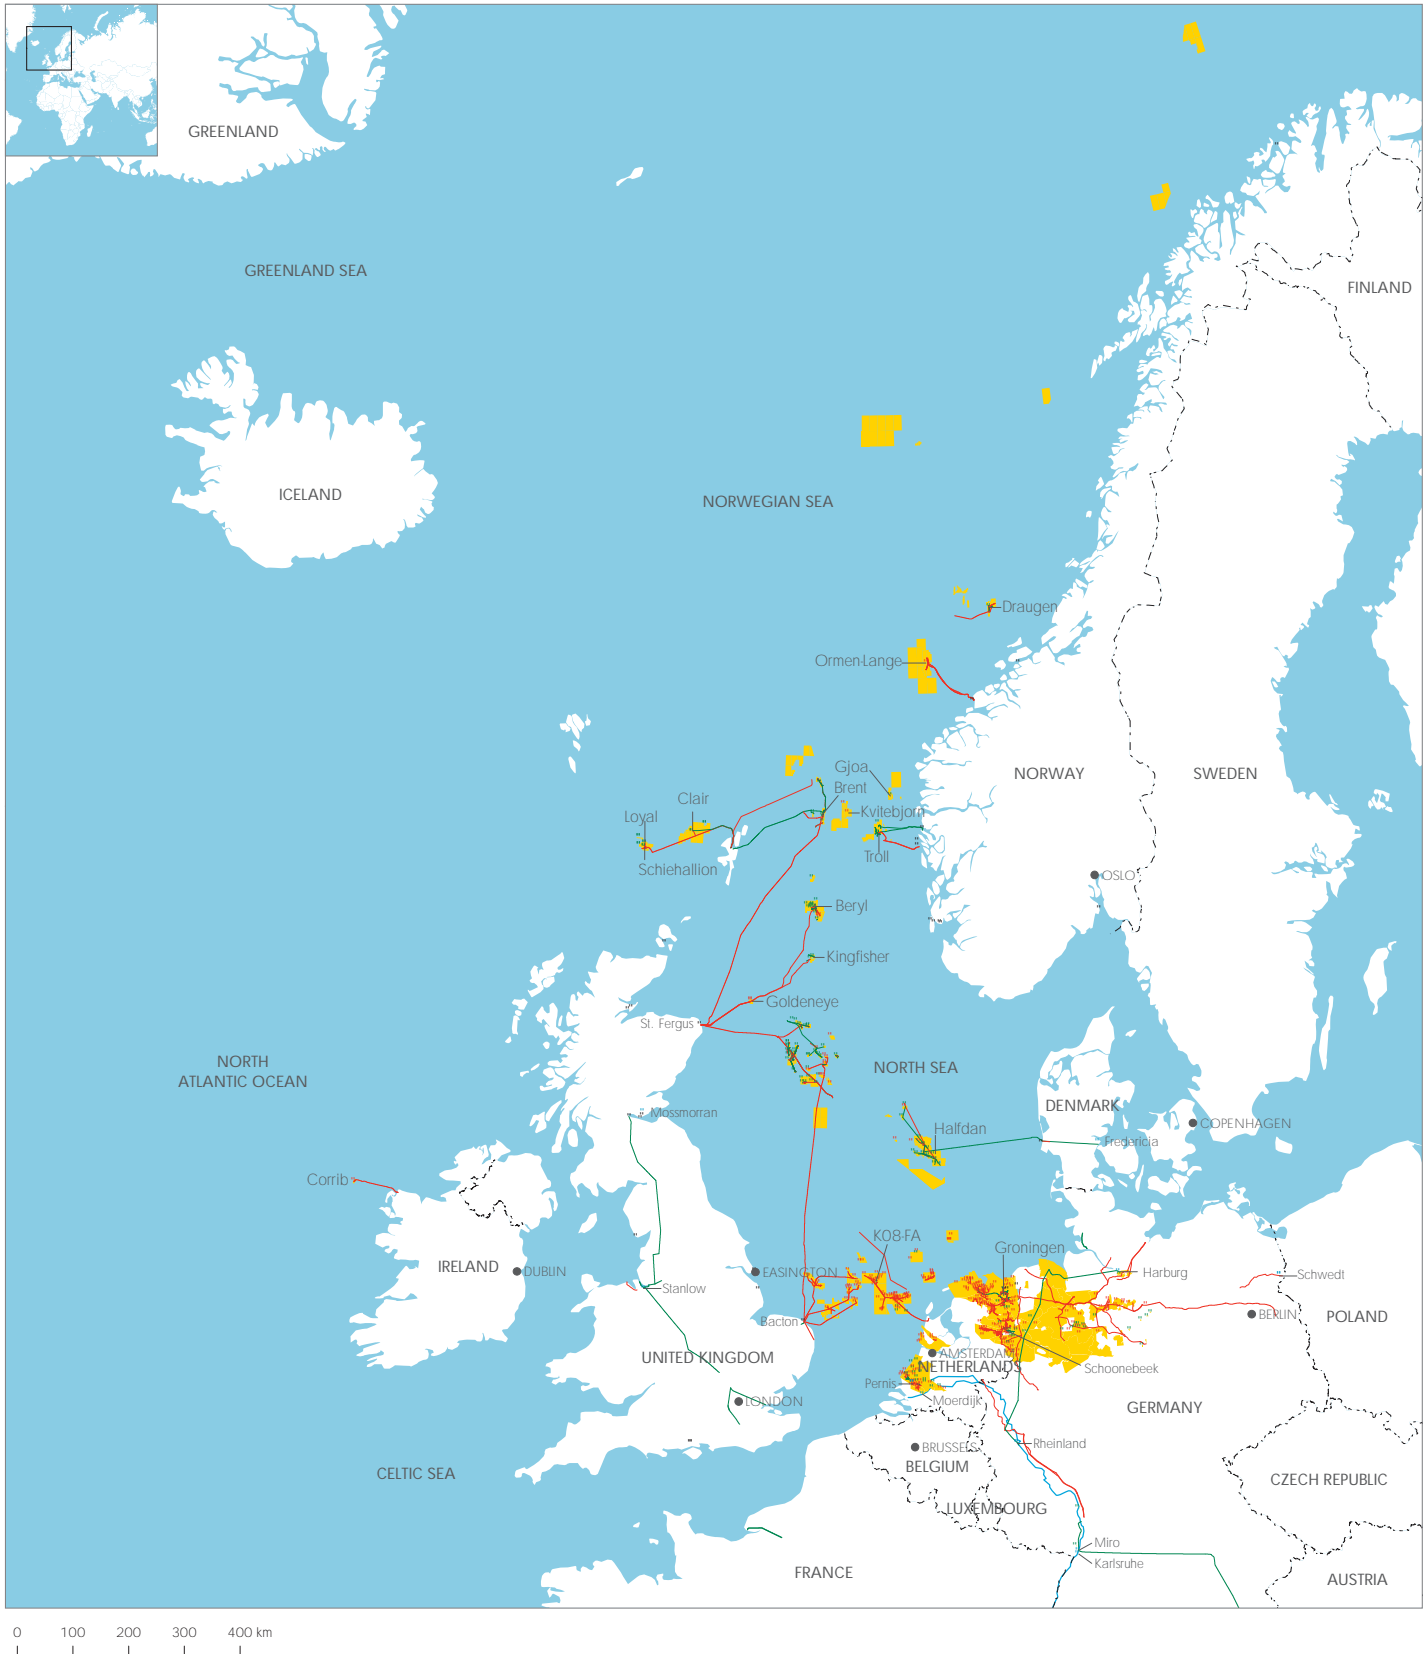 GREENLAND
GREENLAND SEA
FINLAND
ICELAND
NORWEGIAN SEA
Draugen
Ormen-Lange
Gjoa
NORWAY
SWEDEN
Brent
Clair
Kvitebjorn
Loyal
Troll
Schiehallion
OSLO
Beryl
Kingfisher
Goldeneye
St. Fergus
NORTH
ATLANTIC OCEAN
NORTH SEA
DENMARK
Mossmorran
COPENHAGEN
Halfdan
Fredericia
Corrib
K08-FA
Groningen
IRELAND
DUBLIN
EASINGTON
Harburg
Schwedt
Stanlow
BERLIN
POLAND
Bacton
AMSTERDAM
UNITED KINGDOM
NETHERLANDS
Schoonebeek
Pernis
LONDON
Moerdijk
GERMANY
Rheinland
BRUSSELS
BELGIUM
CELTIC SEA
CZECH REPUBLIC
LUXEMBOURG
Miro
Karlsruhe
FRANCE
AUSTRIA
0 100 200 300 400 km